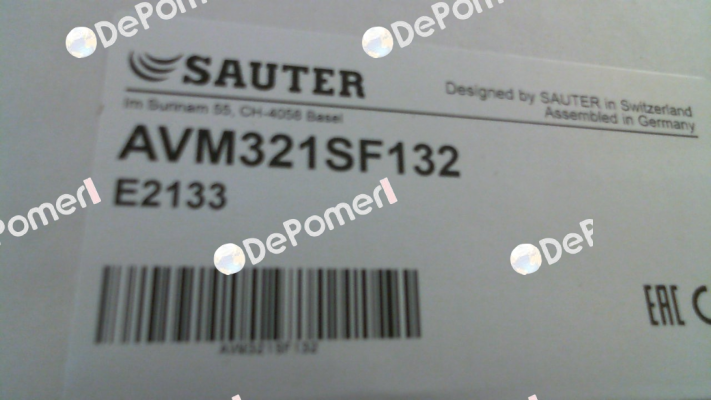 SAUTER
Designed by SAUTER in Switzerland
Im Surinam 55, CH-4058 Basel
Assembled in Germany
AVM321SF132
E2133
AVM321SF132
EAC
DePomerl
DePomerl
DePomerl
DePomerl
DePomerl